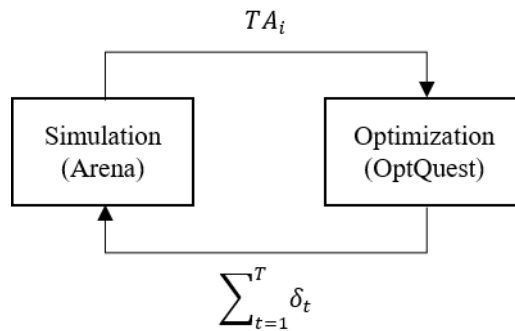 TA_i
Simulation
(Arena)
Optimization
(OptQuest)
∑_{t=1}^{T} δ_t